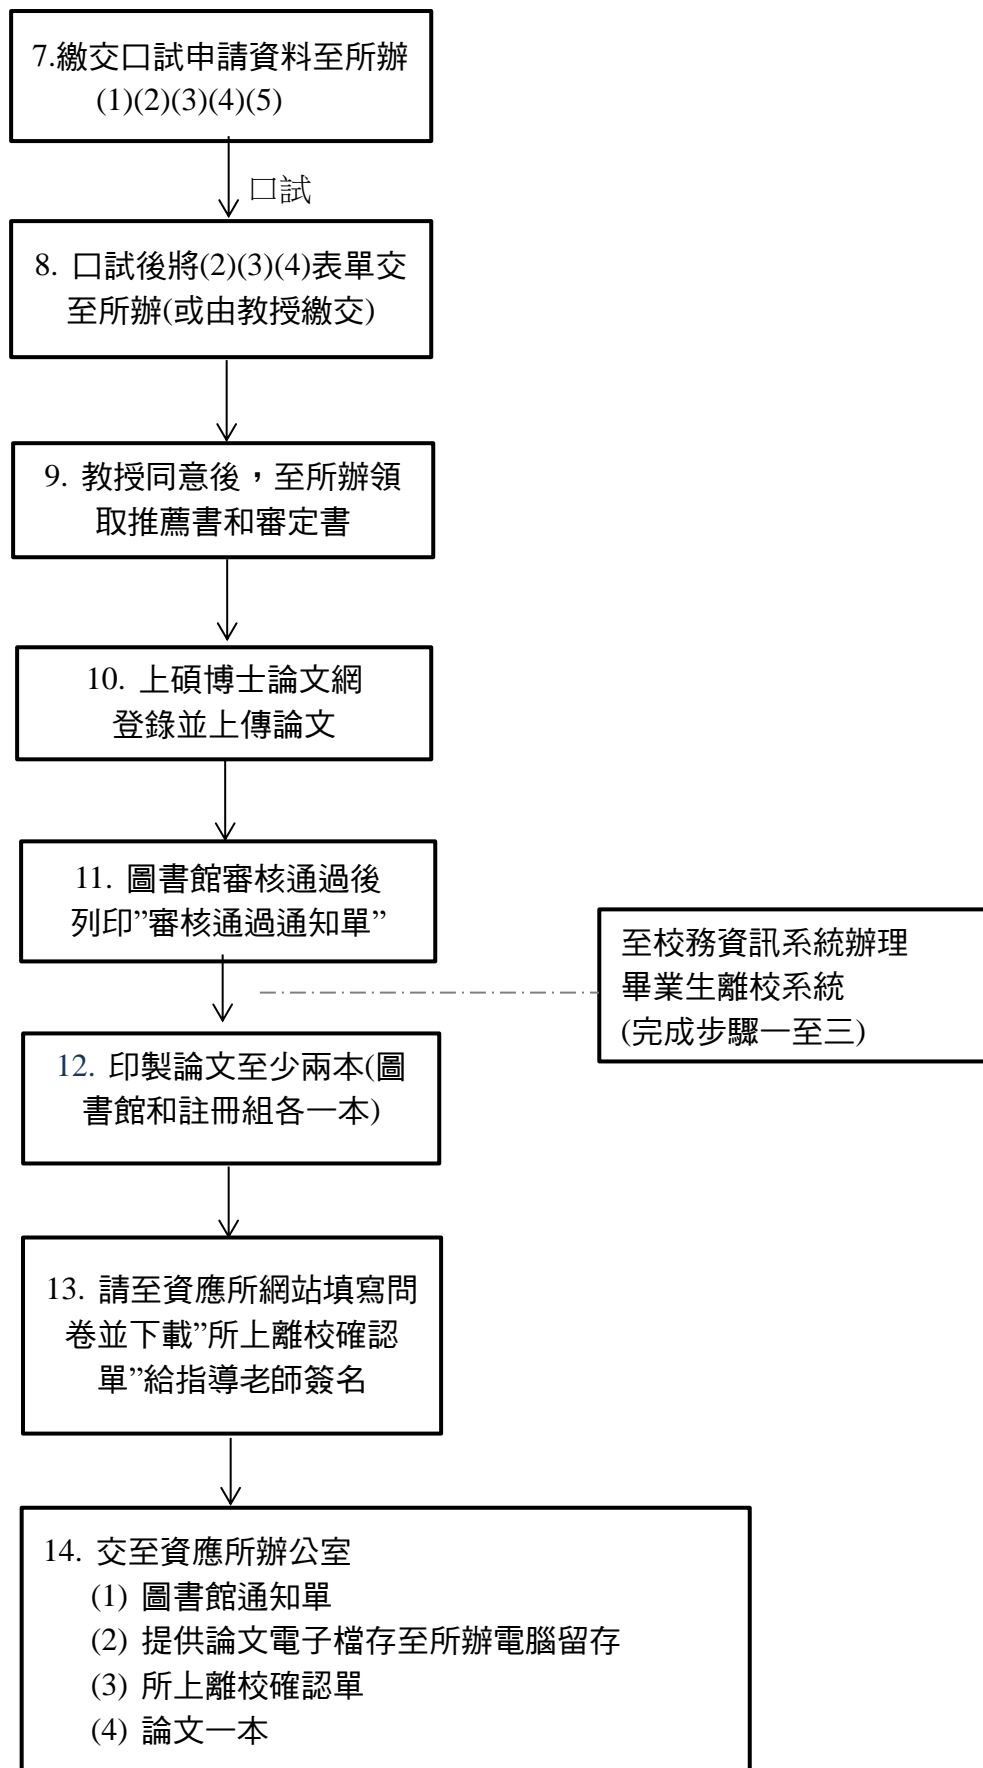 7.繳交口試申請資料至所辦
(1)(2)(3)(4)(5)
口試
8. 口試後將(2)(3)(4)表單交
至所辦(或由教授繳交)
9. 教授同意後，至所辦領
取推薦書和審定書
10. 上碩博士論文網
登錄並上傳論文
11. 圖書館審核通過後
列印”審核通過通知單”
至校務資訊系統辦理
畢業生離校系統
(完成步驟一至三)
12. 印製論文至少兩本(圖
書館和註冊組各一本)
13. 請至資應所網站填寫問
卷並下載”所上離校確認
單”給指導老師簽名
14. 交至資應所辦公室
(1) 圖書館通知單
(2) 提供論文電子檔存至所辦電腦留存
(3) 所上離校確認單
(4) 論文一本